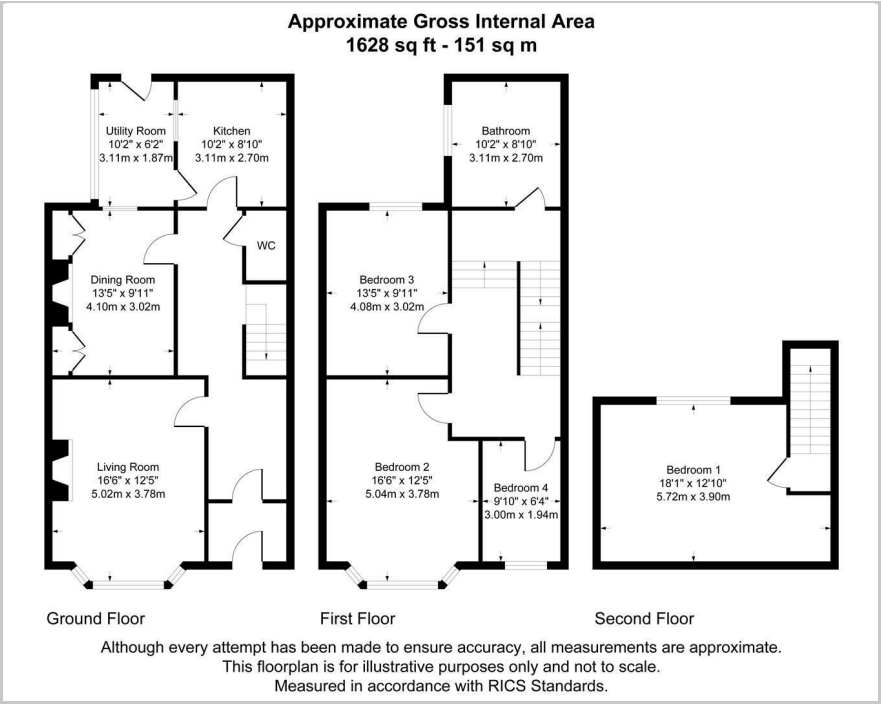 Approximate Gross Internal Area
1628 sq ft - 151 sq m
Utility Room
10'2" x 6'2"
3.11m x 1.87m
Kitchen
10'2" x 8'10"
3.11m x 2.70m
WC
Dining Room
13'5" x 9'11"
4.10m x 3.02m
Living Room
16'6" x 12'5"
5.02m x 3.78m
Bathroom
10'2" x 8'10"
3.11m x 2.70m
Bedroom 3
13'5" x 9'11"
4.08m x 3.02m
Bedroom 2
16'6" x 12'5"
5.04m x 3.78m
Bedroom 4
9'10" x 6'4"
3.00m x 1.94m
Bedroom 1
18'1" x 12'10"
5.72m x 3.90m
Ground Floor
First Floor
Second Floor
Although every attempt has been made to ensure accuracy, all measurements are approximate.
This floorplan is for illustrative purposes only and not to scale.
Measured in accordance with RICS Standards.